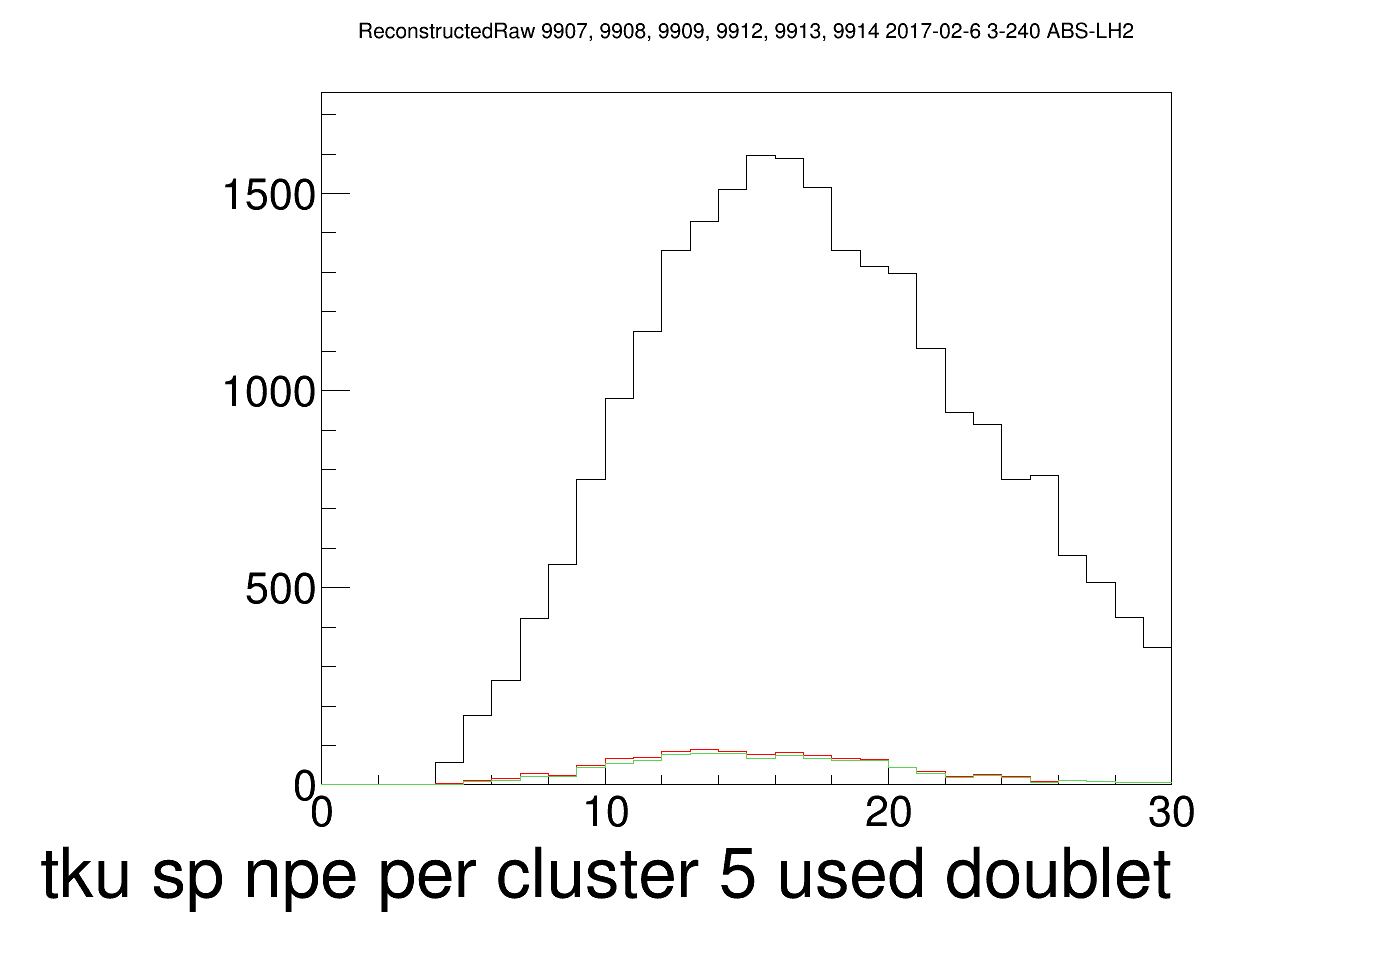 ReconstructedRaw 9907, 9908, 9909, 9912, 9913, 9914 2017-02-6 3-240 ABS-LH2
1500
1000
500
0
0 10 20 30
tku sp npe per cluster 5 used doublet